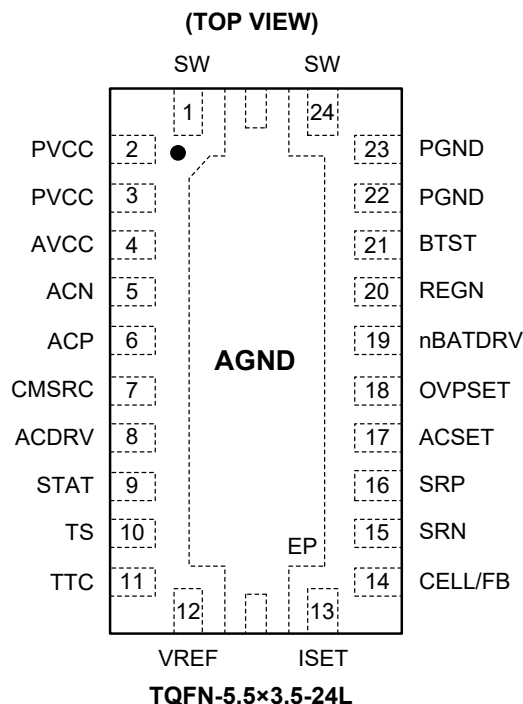 (TOP VIEW)
SW SW
1 24
PVCC 2 23 PGND
PVCC 3 22 PGND
AVCC 4 21 BTST
ACN 5 20 REGN
ACP 6 19 nBATDRV
AGND
CMSRC 7 18 OVPSET
ACDRV 8 17 ACSET
STAT 9 16 SRP
TS 10 15 SRN
EP
TTC 11 14 CELL/FB
12 13
VREF ISET
TQFN-5.5×3.5-24L